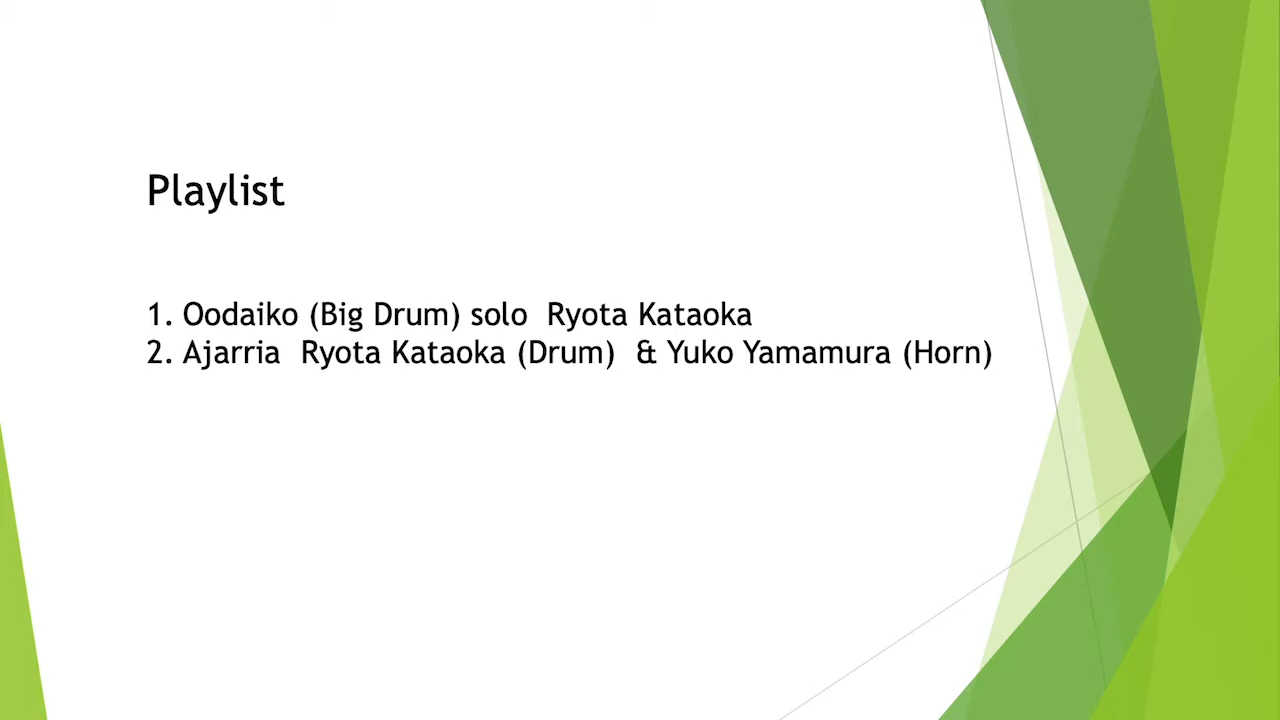 Playlist
1. Oodaiko (Big Drum) solo  Ryota Kataoka
2. Ajarria  Ryota Kataoka (Drum)  & Yuko Yamamura (Horn)